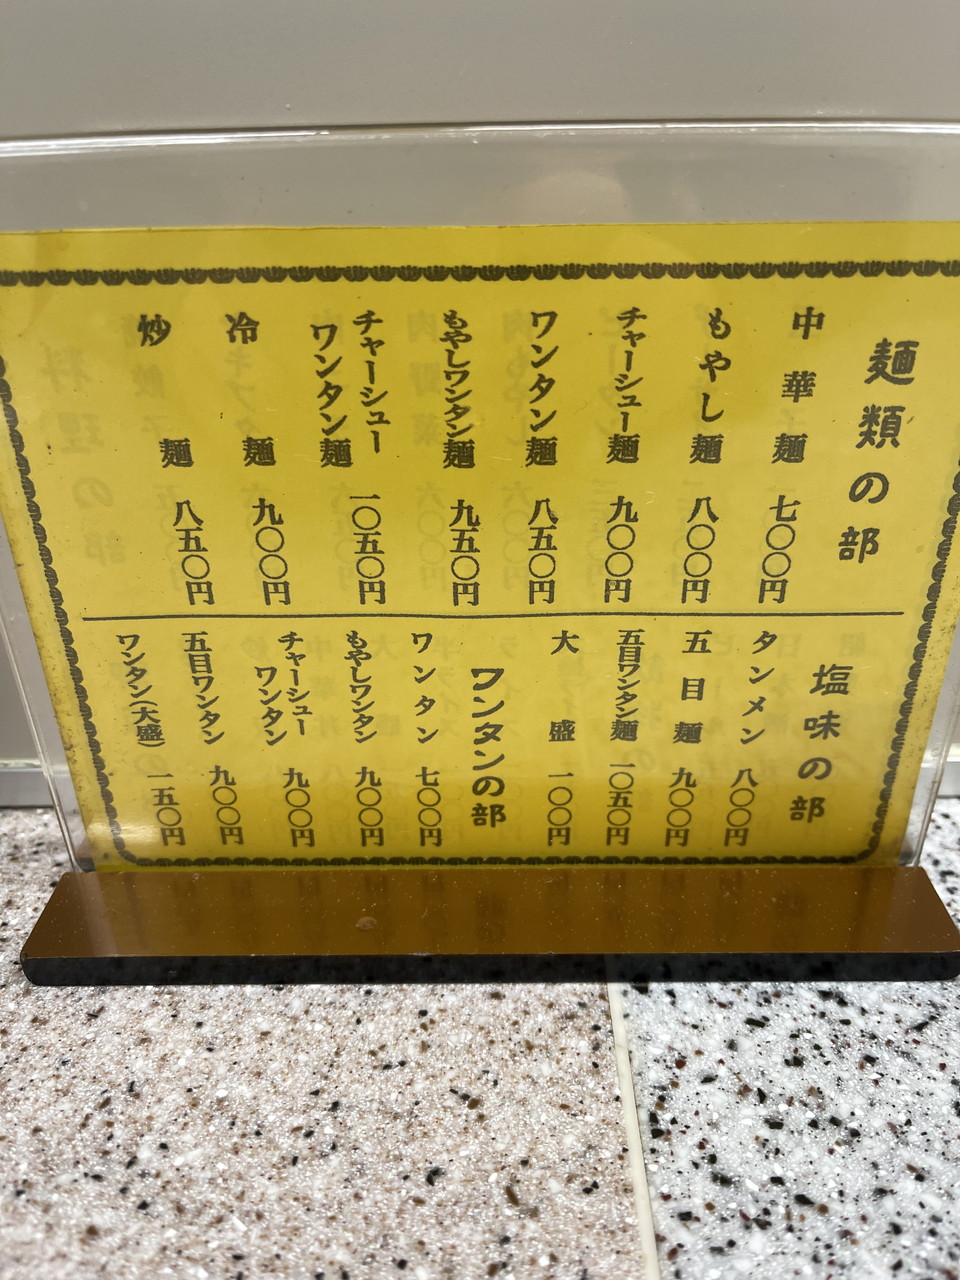 麺類の部
中華麺 七〇〇円
もやし麺 八〇〇円
チャーシュー麺 九〇〇円
ワンタン麺 八五〇円
もやしワンタン麺 九五〇円
チャーシュー
ワンタン麺 一〇五〇円
冷麺 九〇〇円
炒麺 八五〇円
塩味の部
タンメン 八〇〇円
五目麺 九〇〇円
五目ワンタン麺 一〇五〇円
大盛 一〇〇円
ワンタンの部
ワンタン 七〇〇円
もやしワンタン 九〇〇円
チャーシュー
ワンタン 九〇〇円
五目ワンタン 九〇〇円
ワンタン(大盛) 一五〇円